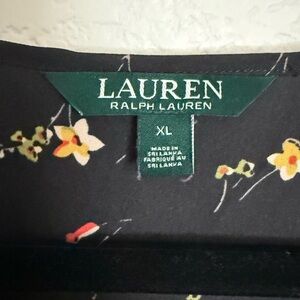 LAUREN
RALPH LAUREN
XL
MADE IN
SRI LANKA
FABRIQUÉ AU
SRI LANKA